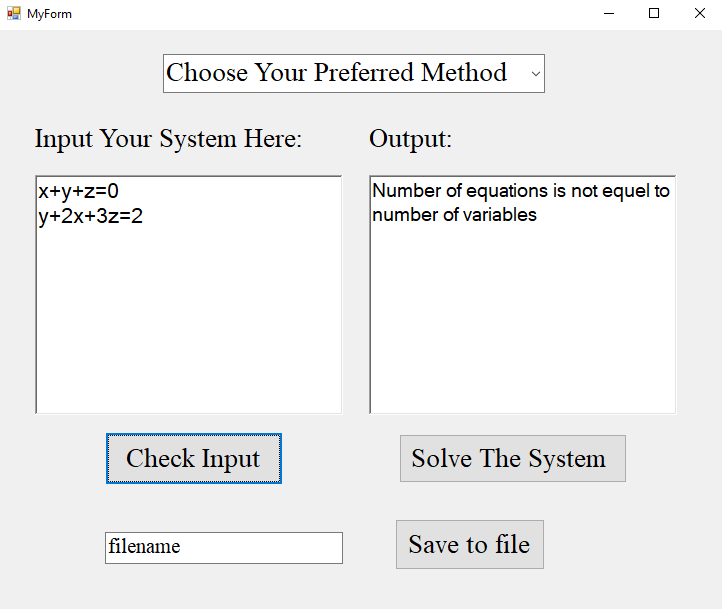 MyForm
Choose Your Preferred Method
Input Your System Here:
Output:
x+y+z=0
y+2x+3z=2
Number of equations is not equel to
number of variables
Check Input
Solve The System
filename
Save to file